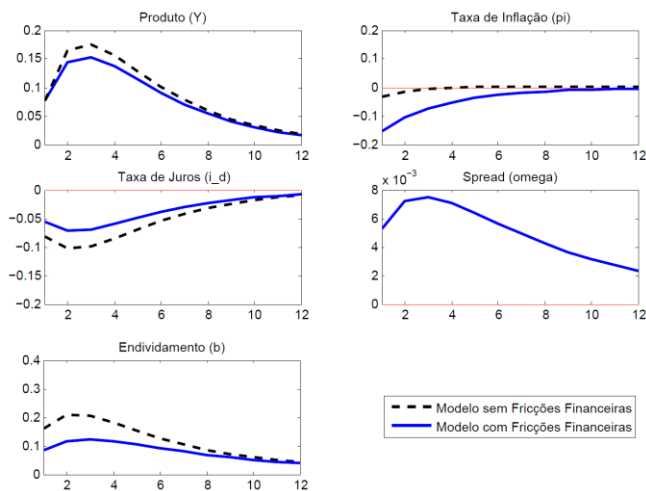 Produto (Y)
0.2
0.15
0.1
0.05
0
2 4 6 8 10 12
Taxa de Inflação (pi)
0.2
0.1
0
−0.1
−0.2
2 4 6 8 10 12
Taxa de Juros (i_d)
0
−0.05
−0.1
−0.15
−0.2
2 4 6 8 10 12
Spread (omega)
x 10^-3
8
6
4
2
0
2 4 6 8 10 12
Endividamento (b)
0.4
0.3
0.2
0.1
0
2 4 6 8 10 12
Modelo sem Fricções Financeiras
Modelo com Fricções Financeiras